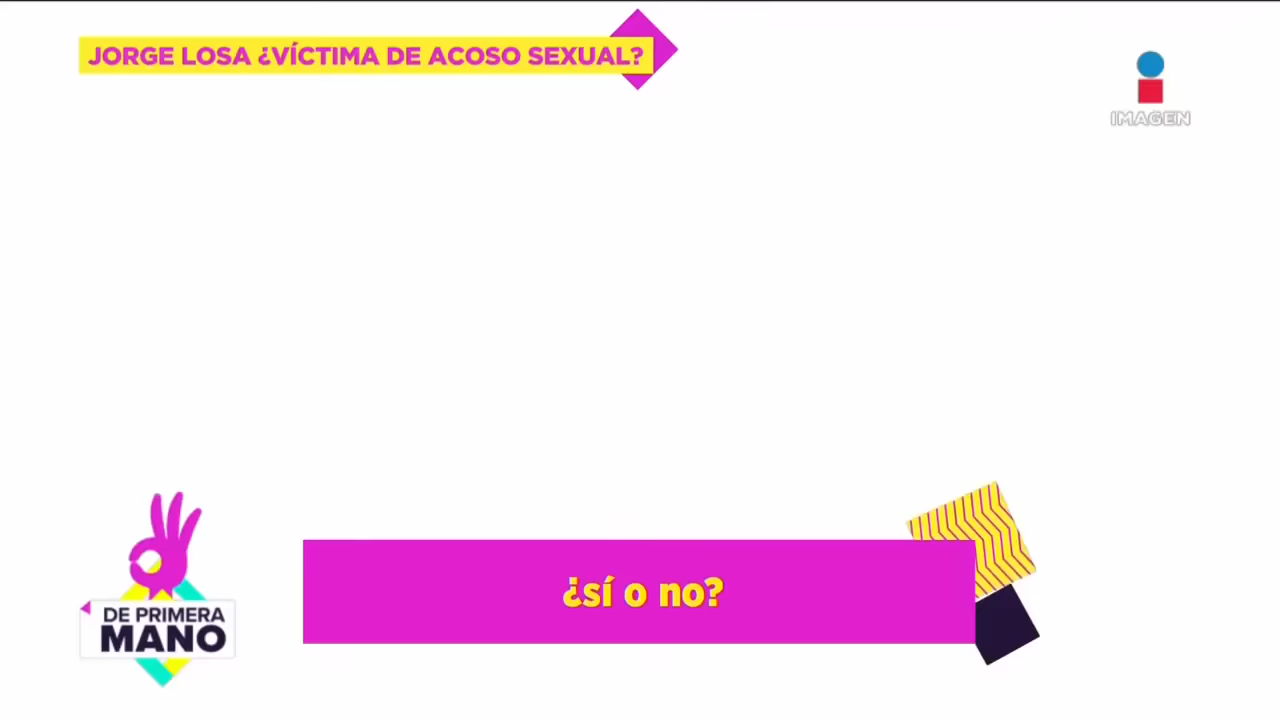 JORGE LOSA ¿VÍCTIMA DE ACOSO SEXUAL?
IMAGEN
DE PRIMERA
MANO
¿sí o no?